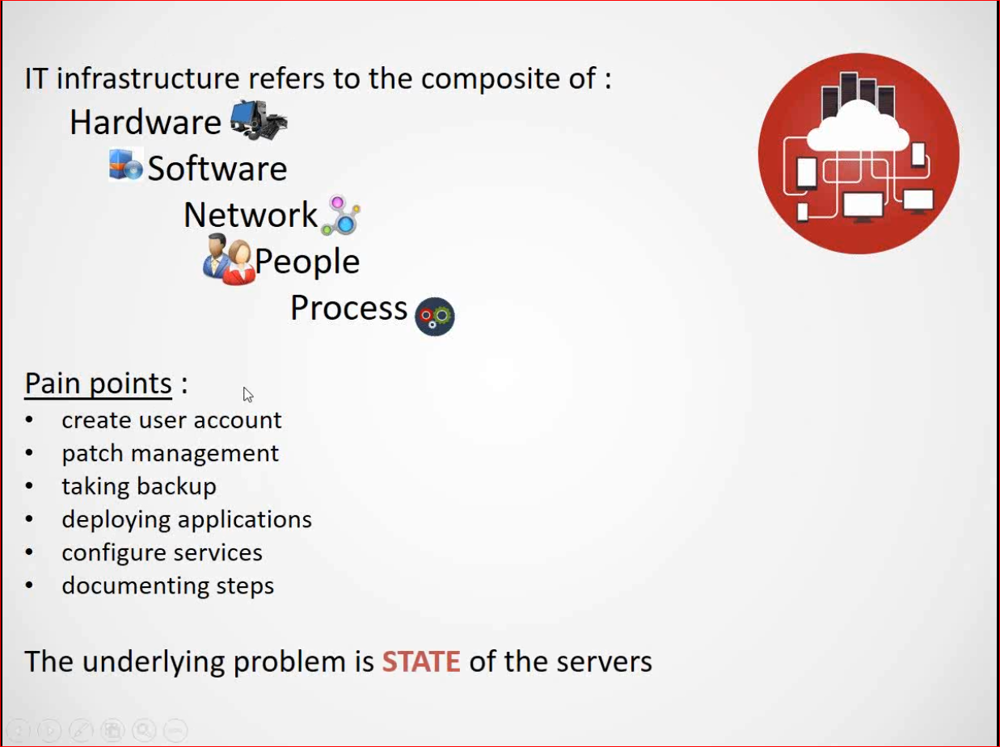 IT infrastructure refers to the composite of :
Hardware
Software
Network
People
Process
Pain points :
• create user account
• patch management
• taking backup
• deploying applications
• configure services
• documenting steps
The underlying problem is STATE of the servers